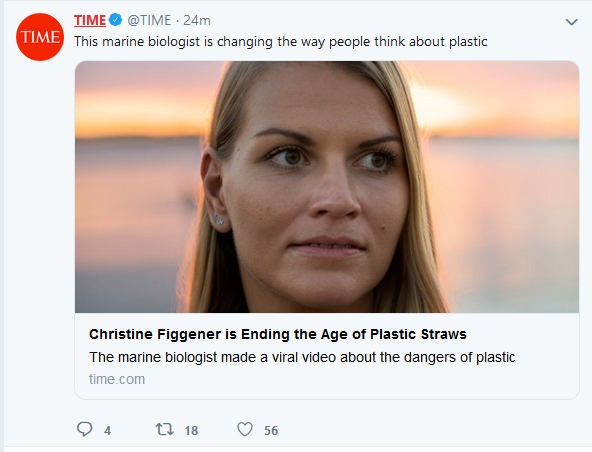 TIME
TIME @TIME · 24m
This marine biologist is changing the way people think about plastic
Christine Figgener is Ending the Age of Plastic Straws
The marine biologist made a viral video about the dangers of plastic
time.com
4 18 56